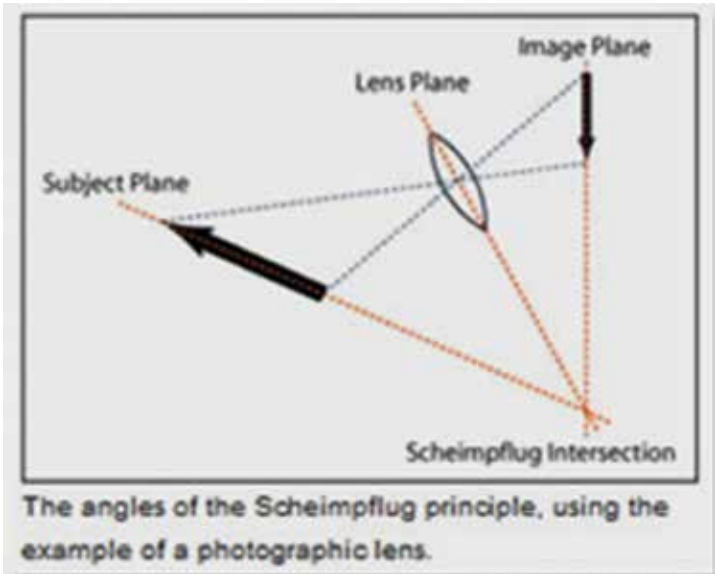 Image Plane
Lens Plane
Subject Plane
Scheimpflug Intersection
The angles of the Scheimpflug principle, using the
example of a photographic lens.